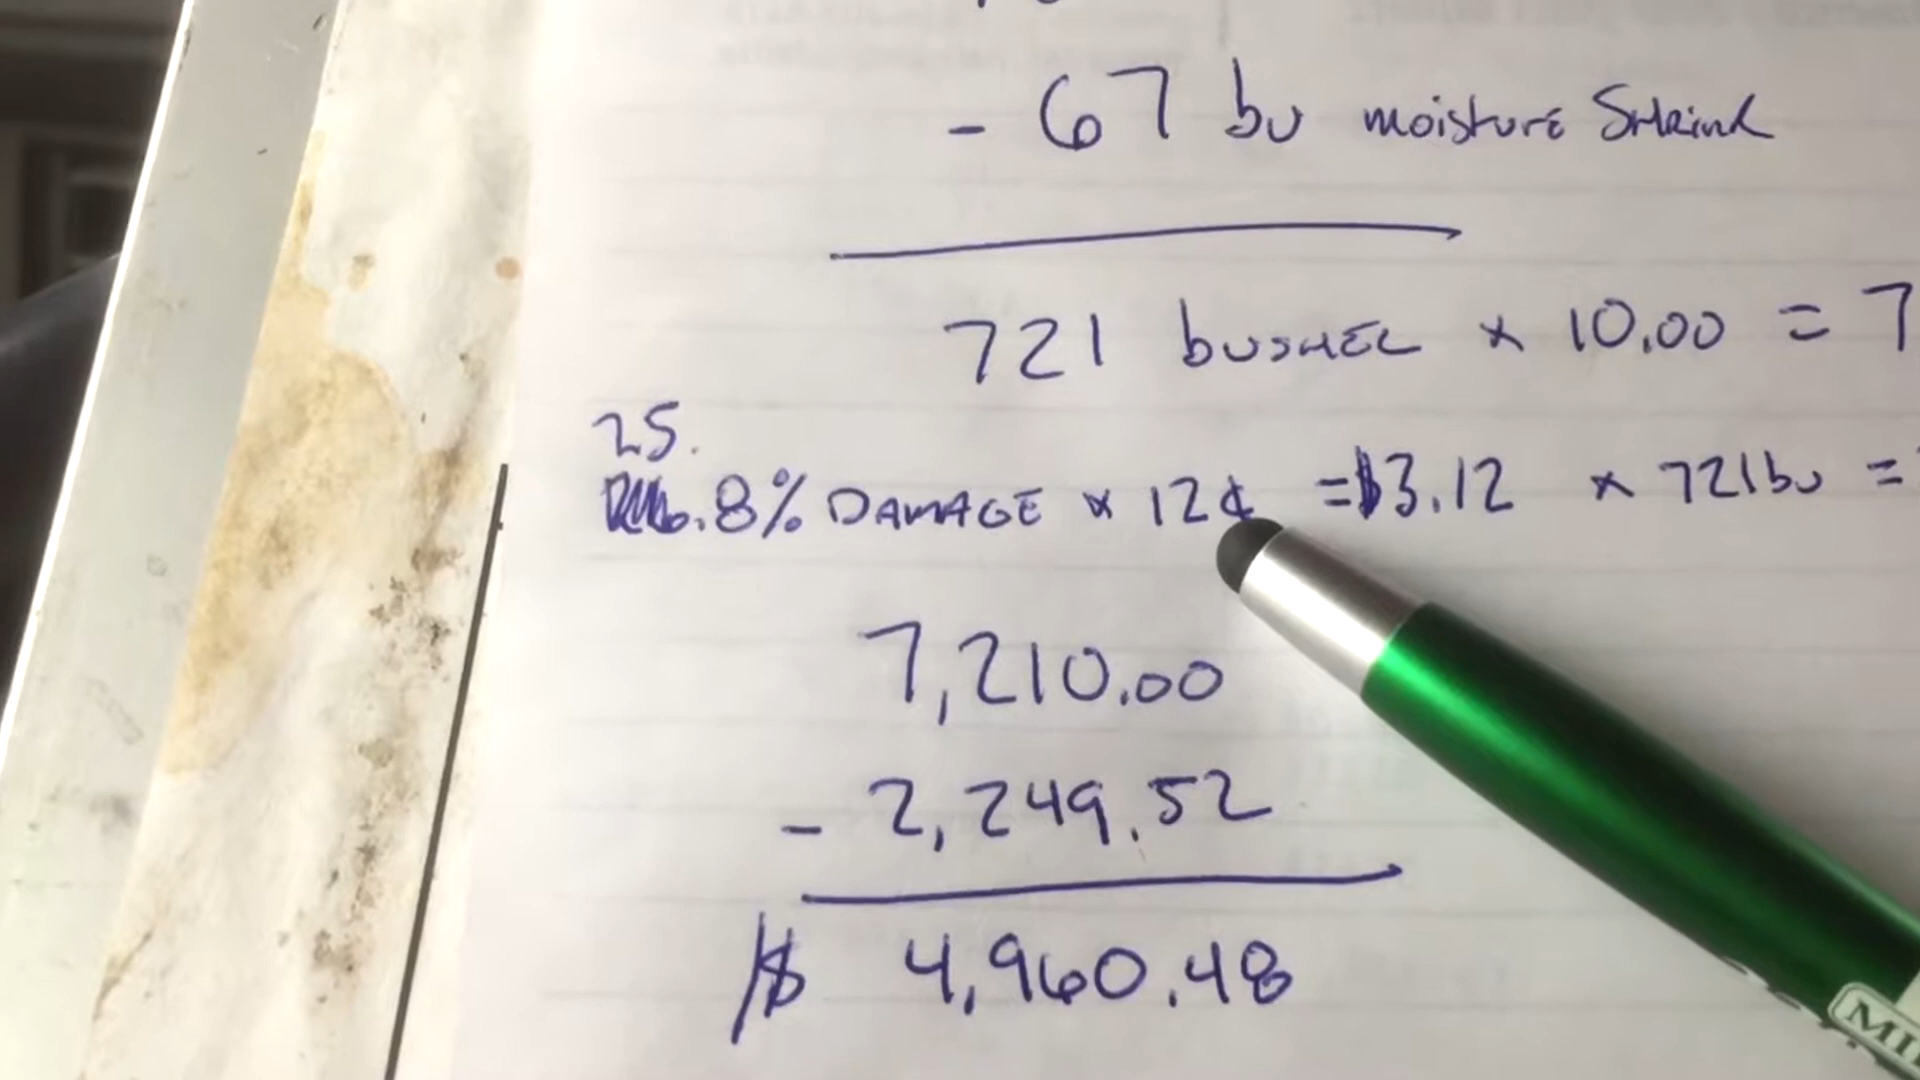 - 67 bu moisture Shrink
721 bushel × 10.00 = 7
25.
.8% DAMAGE × 12¢ = $3.12 × 721bu =
7,210.00
- 2,249.52
$ 4,960.48
MI